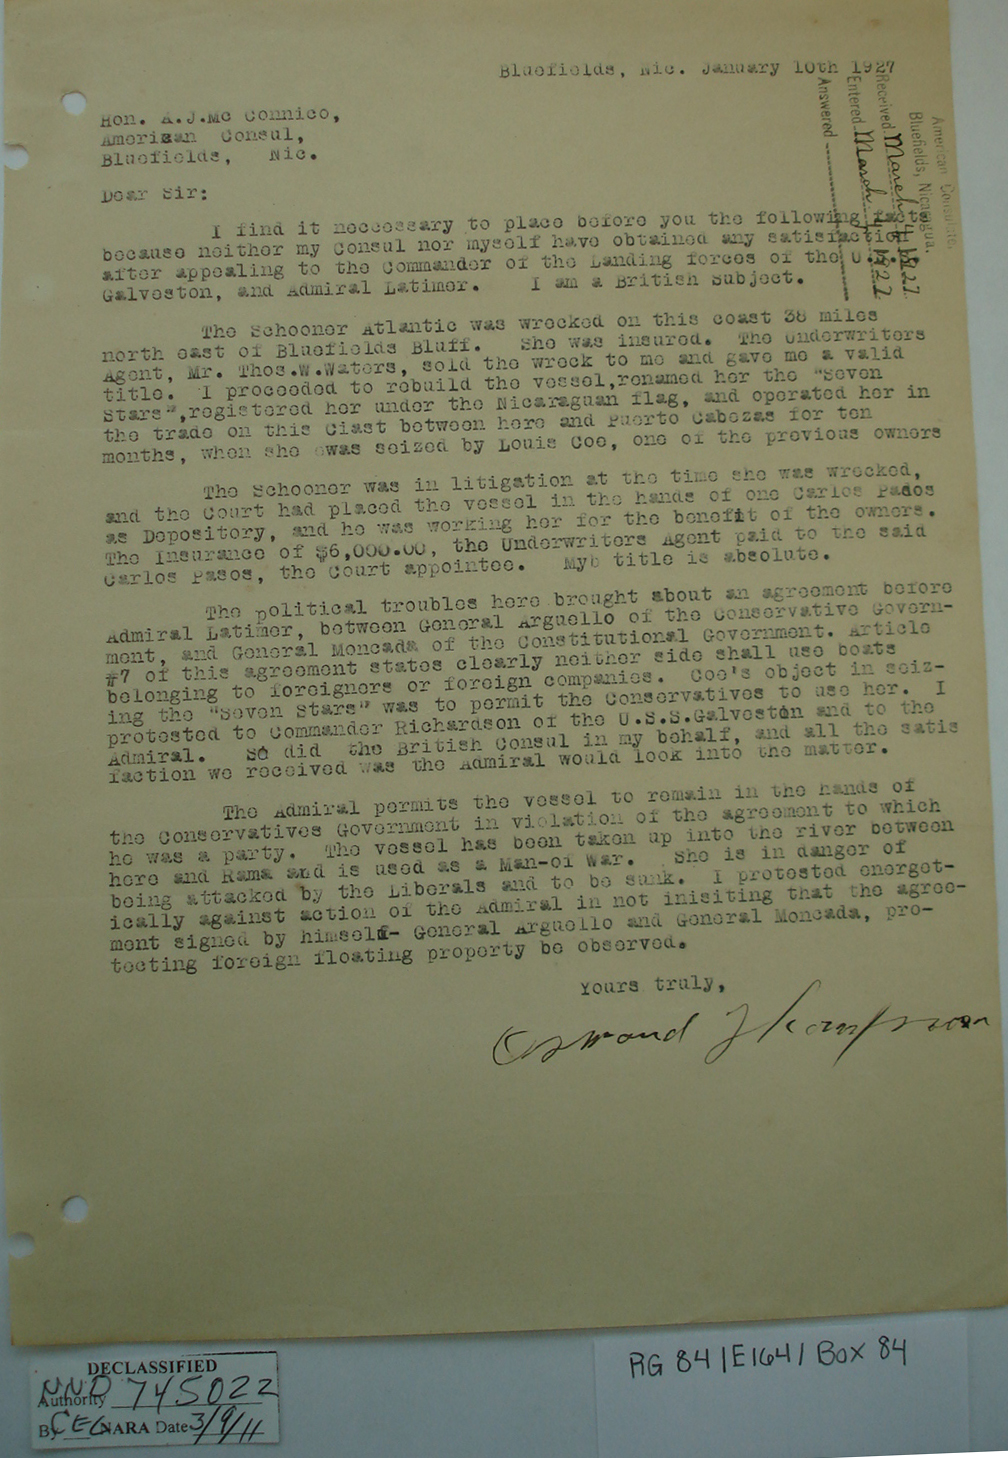 Bluefields, Nic. January 10th 1927
American Consulate,
Bluefields, Nicaragua.
Received March 4, 1927
Entered March 4, 1927
Answered
Hon. A.J.Mc Connico,
American Consul,
Bluefields, Nic.
Dear Sir:
I find it neccessary to place before you the following facts
because neither my Consul nor myself have obtained any satisfaction
after appealing to the Commander of the Landing forces of the U.S.S.
Galveston, and Admiral Latimer. I am a British Subject.
The Schooner Atlantic was wrecked on this coast 38 miles
north east of Bluefields Bluff. She was insured. The Underwriters
Agent, Mr. Thos.W.Waters, sold the wreck to me and gave me a valid
title. I proceeded to rebuild the vessel,renamed her the "Seven
Stars",registered her under the Nicaraguan flag, and operated her in
the trade on this Ciast between here and Puerto Cabezas for ten
months, when she was seized by Louis Coe, one of the previous owners
The Schooner was in litigation at the time she was wrecked,
and the Court had placed the vessel in the hands of one Carlos Pasos
as Depository, and he was working her for the benefit of the owners.
The Insurance of $6,000.00, the Underwriters Agent paid to the said
Carlos Pasos, the Court appointee. Myb title is absolute.
The political troubles here brought about an agreement before
Admiral Latimer, between General Arguello of the Conservative Govern-
ment, and General Moncada of the Constitutional Government. Article
#7 of this agreement states clearly neither side shall use boats
belonging to foreigners or foreign companies. Coe's object in seiz-
ing the "Seven Stars" was to permit the Conservatives to use her. I
protested to Commander Richardson of the U.S.S.Galveston and to the
Admiral. So did the British Consul in my behalf, and all the satis
faction we received was the Admiral would look into the matter.
The Admiral permits the vessel to remain in the hands of
the Conservatives Government in violation of the agreement to which
he was a party. The vessel has been taken up into the river between
here and Rama and is used as a Man-of War. She is in danger of
being attacked by the Liberals and to be sunk. I protested energet-
ically against action of the Admiral in not inisiting that the agree-
ment signed by himself- General Arguello and General Moncada, pro-
tecting foreign floating property be observed.
Yours truly,
Osmond Thompson
DECLASSIFIED
Authority NND 745022
By CEG NARA Date 3/9/11
RG 84 | E 164 | Box 84